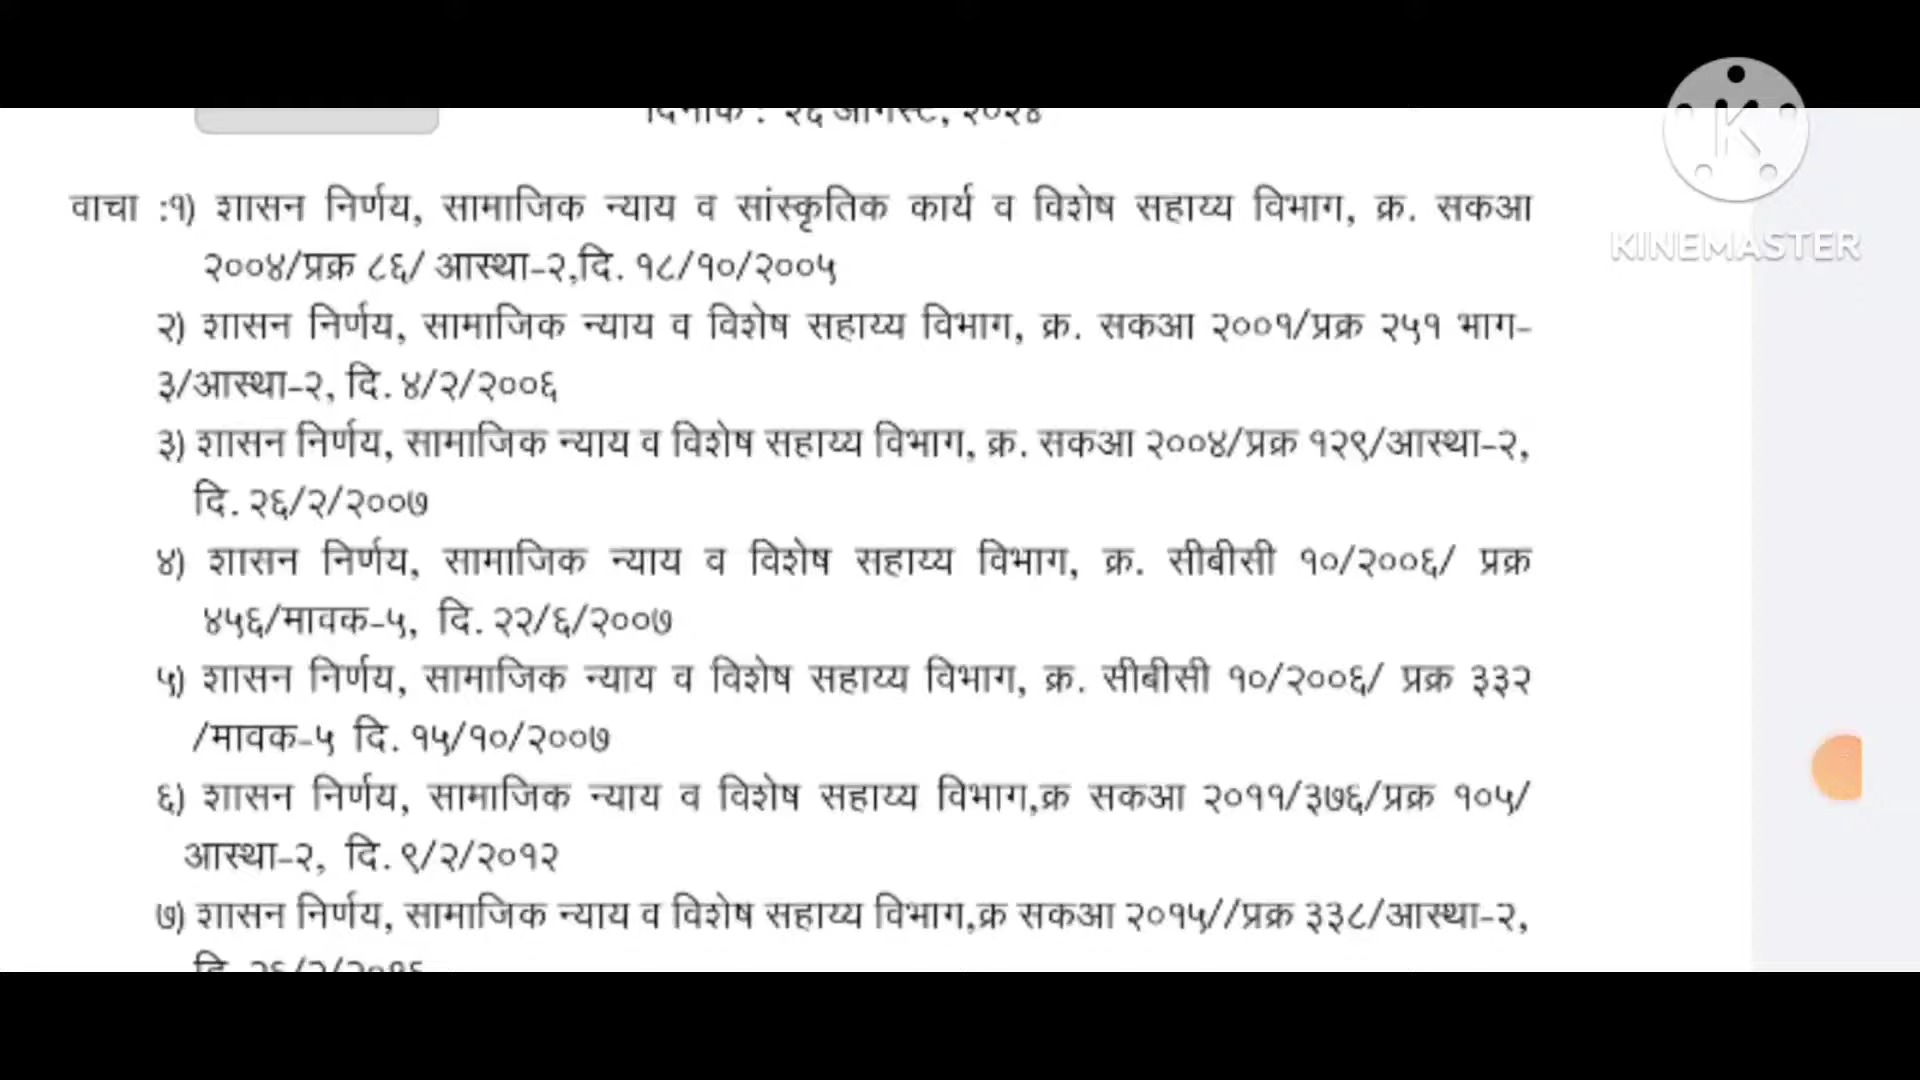 दिनांक : २६ ऑगस्ट, २०२४
वाचा :१) शासन निर्णय, सामाजिक न्याय व सांस्कृतिक कार्य व विशेष सहाय्य विभाग, क्र. सकआ
२००४/प्रक्र ८६/ आस्था-२,दि. १८/१०/२००५
२) शासन निर्णय, सामाजिक न्याय व विशेष सहाय्य विभाग, क्र. सकआ २००१/प्रक्र २५१ भाग-
३/आस्था-२, दि. ४/२/२००६
३) शासन निर्णय, सामाजिक न्याय व विशेष सहाय्य विभाग, क्र. सकआ २००४/प्रक्र १२९/आस्था-२,
दि. २६/२/२००७
४) शासन निर्णय, सामाजिक न्याय व विशेष सहाय्य विभाग, क्र. सीबीसी १०/२००६/ प्रक्र
४५६/मावक-५, दि. २२/६/२००७
५) शासन निर्णय, सामाजिक न्याय व विशेष सहाय्य विभाग, क्र. सीबीसी १०/२००६/ प्रक्र ३३२
/मावक-५ दि. १५/१०/२००७
६) शासन निर्णय, सामाजिक न्याय व विशेष सहाय्य विभाग,क्र सकआ २०११/३७६/प्रक्र १०५/
आस्था-२, दि. ९/२/२०१२
७) शासन निर्णय, सामाजिक न्याय व विशेष सहाय्य विभाग,क्र सकआ २०१५//प्रक्र ३३८/आस्था-२,
दि.
K
KINEMASTER